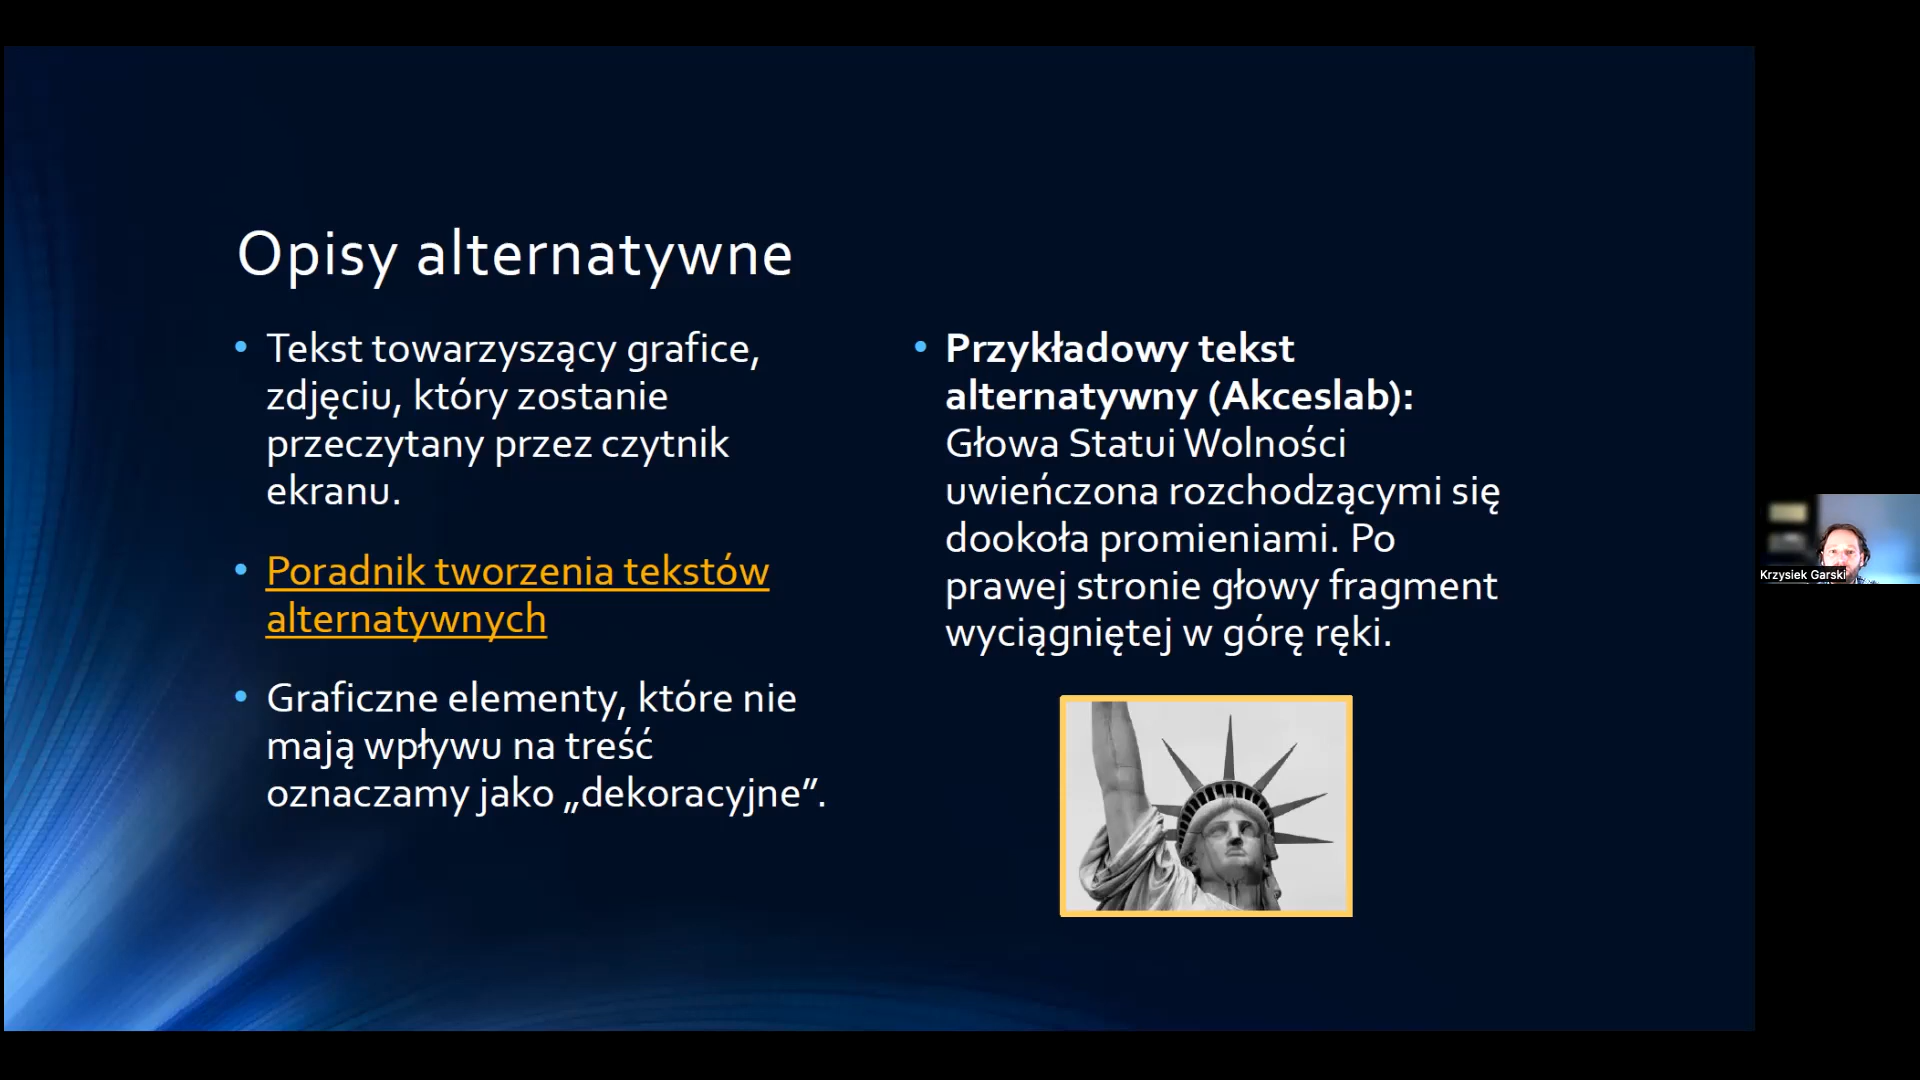 Opisy alternatywne
• Tekst towarzyszący grafice,
zdjęciu, który zostanie
przeczytany przez czytnik
ekranu.
• Poradnik tworzenia tekstów
alternatywnych
• Graficzne elementy, które nie
mają wpływu na treść
oznaczamy jako „dekoracyjne”.
• Przykładowy tekst
alternatywny (Akceslab):
Głowa Statui Wolności
uwieńczona rozchodzącymi się
dookoła promieniami. Po
prawej stronie głowy fragment
wyciągniętej w górę ręki.
Krzysiek Garski